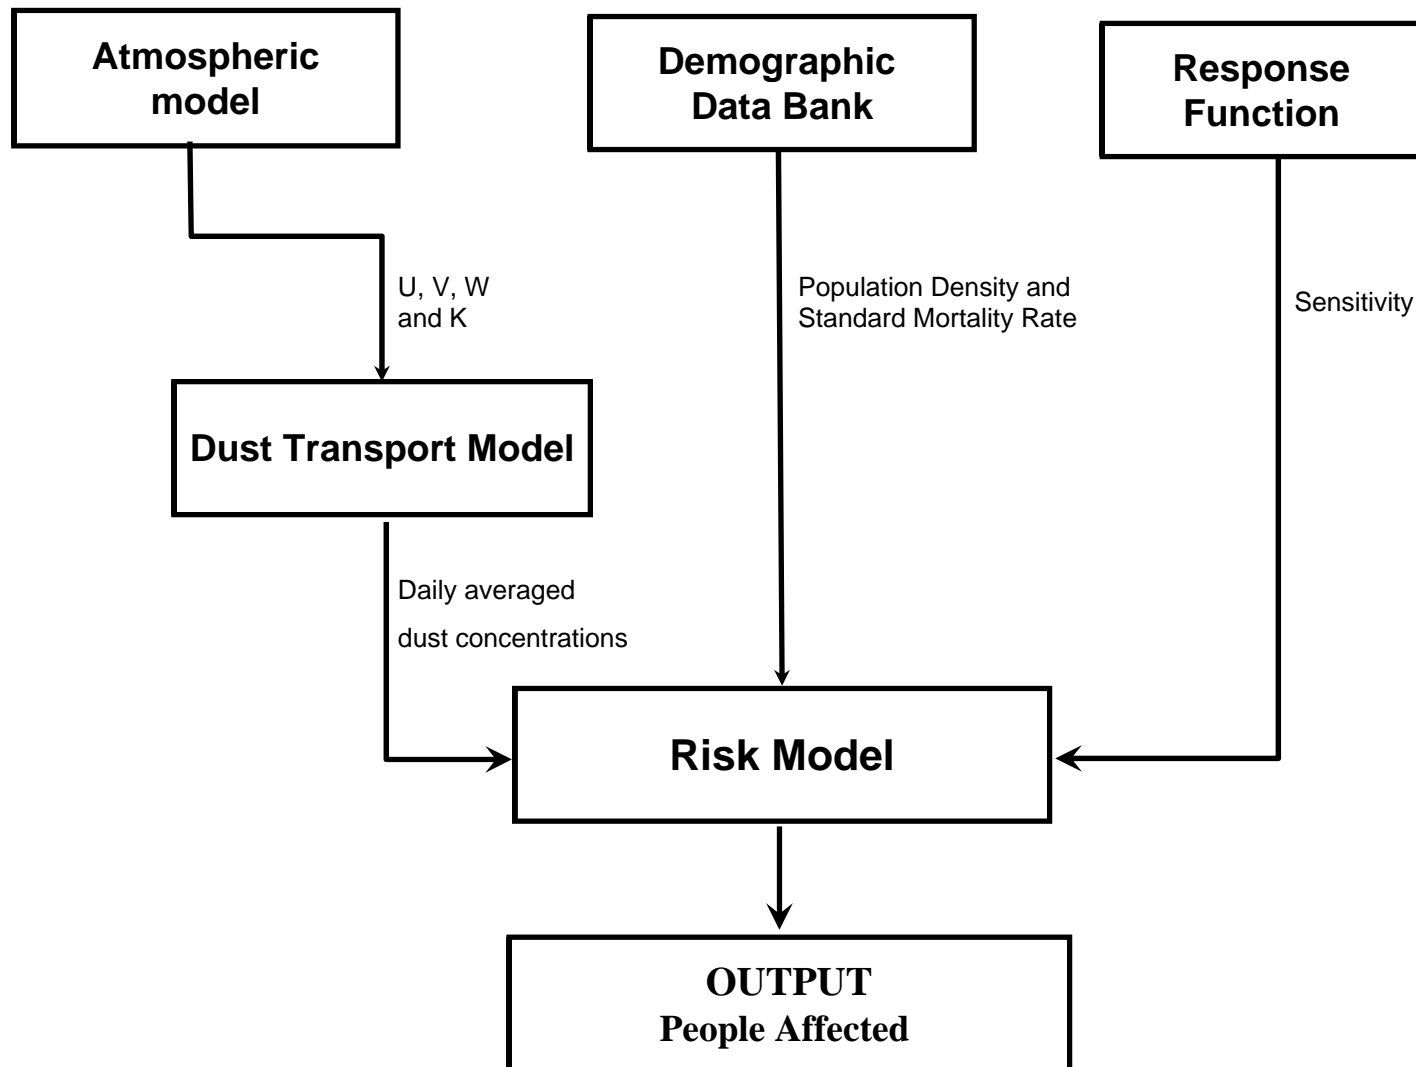 Atmospheric
model
Demographic
Data Bank
Response
Function
U, V, W
and K
Population Density and
Standard Mortality Rate
Sensitivity
Dust Transport Model
Daily averaged
dust concentrations
Risk Model
OUTPUT
People Affected